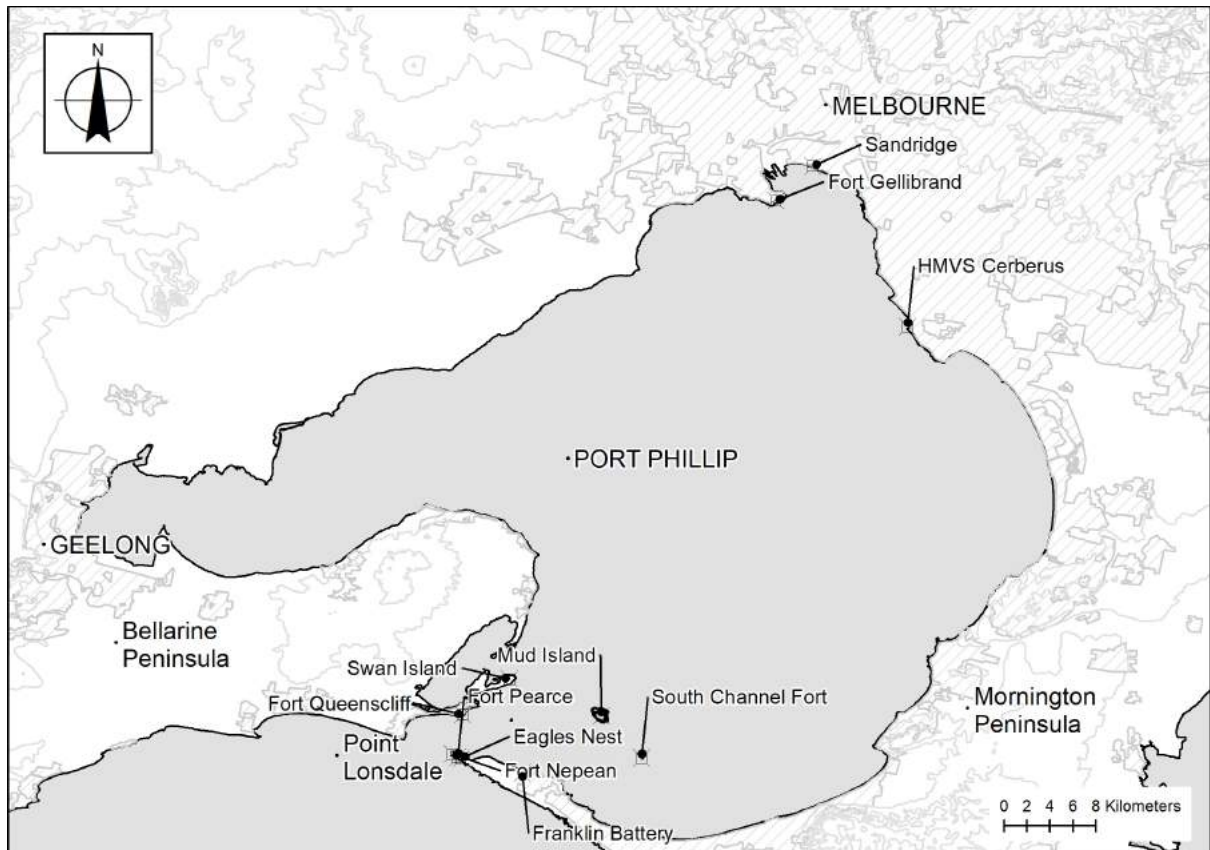 N
MELBOURNE
Sandridge
Fort Gellibrand
HMVS Cerberus
PORT PHILLIP
GEELONG
Bellarine
Peninsula
Mud Island
Swan Island
Fort Pearce
Fort Queenscliff
South Channel Fort
Mornington
Peninsula
Eagles Nest
Point
Lonsdale
Fort Nepean
Franklin Battery
0 2 4 6 8 Kilometers